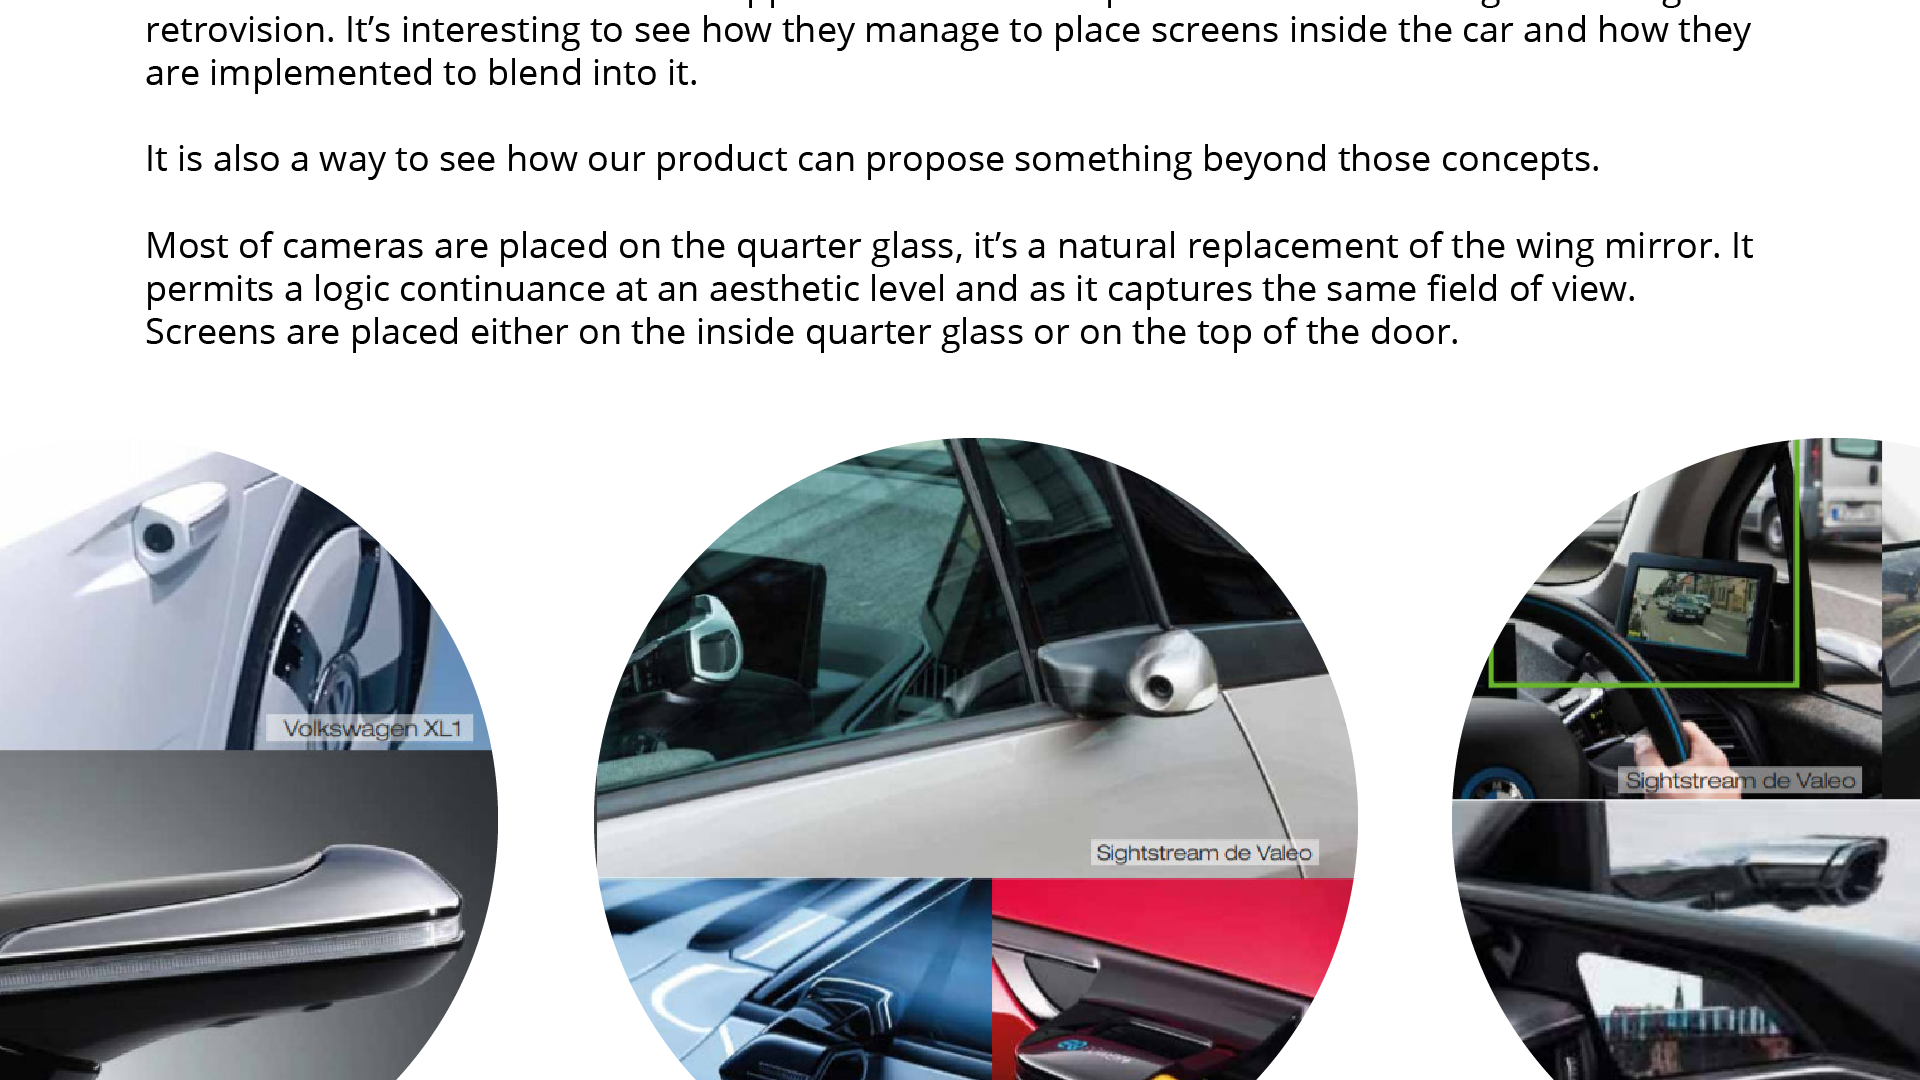 retrovision. It’s interesting to see how they manage to place screens inside the car and how they
are implemented to blend into it.
It is also a way to see how our product can propose something beyond those concepts.
Most of cameras are placed on the quarter glass, it’s a natural replacement of the wing mirror. It
permits a logic continuance at an aesthetic level and as it captures the same field of view.
Screens are placed either on the inside quarter glass or on the top of the door.
Volkswagen XL1
Sightstream de Valeo
Sightstream de Valeo